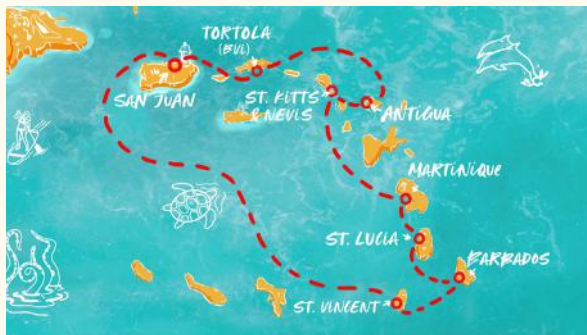 TORTOLA
(BVI)
SAN JUAN
ST. KITTS
& NEVIS
ANTIGUA
MARTINIQUE
ST. LUCIA
BARBADOS
ST. VINCENT